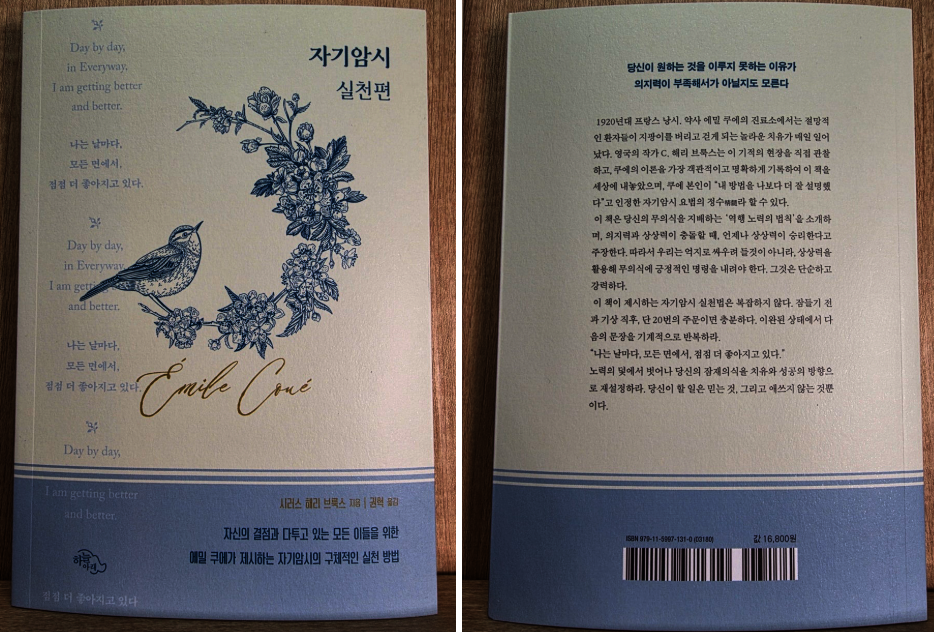 Day by day,
in Everyway,
I am getting better
and better.
나는 날마다,
모든 면에서,
점점 더 좋아지고 있다.
Day by day,
in Everyway,
I am getti
and better.
나는 날마다,
모든 면에서,
점점 더 좋아지고 있다.
Day by day,
I am getting better
and better.
점점 더 좋아지고 있다
자기암시
실천편
Émile Coué
시러스 해리 브룩스 지음 | 권혁 옮김
자신의 결점과 다투고 있는 모든 이들을 위한
에밀 쿠에가 제시하는 자기암시의 구체적인 실천 방법
하늘
아래
당신이 원하는 것을 이루지 못하는 이유가
의지력이 부족해서가 아닐지도 모른다
1920년대 프랑스 낭시. 약사 에밀 쿠에의 진료소에서는 절망적
인 환자들이 지팡이를 버리고 걷게 되는 놀라운 치유가 매일 일어
났다. 영국의 작가 C. 해리 브룩스는 이 기적의 현장을 직접 관찰
하고, 쿠에의 이론을 가장 객관적이고 명확하게 기록하여 이 책을
세상에 내놓았으며, 쿠에 본인이 “내 방법을 나보다 더 잘 설명했
다”고 인정한 자기암시 요법의 정수精髓라 할 수 있다.
이 책은 당신의 무의식을 지배하는 ‘역행 노력의 법칙’을 소개하
며, 의지력과 상상력이 충돌할 때, 언제나 상상력이 승리한다고
주장한다. 따라서 우리는 억지로 싸우려 들것이 아니라, 상상력을
활용해 무의식에 긍정적인 명령을 내려야 한다. 그것은 단순하고
강력하다.
이 책이 제시하는 자기암시 실천법은 복잡하지 않다. 잠들기 전
과 기상 직후, 단 20번의 주문이면 충분하다. 이완된 상태에서 다
음의 문장을 기계적으로 반복하라.
“나는 날마다, 모든 면에서, 점점 더 좋아지고 있다.”
노력의 덫에서 벗어나 당신의 잠재의식을 치유와 성공의 방향으
로 재설정하라. 당신이 할 일은 믿는 것, 그리고 애쓰지 않는 것뿐
이다.
ISBN 979-11-5997-131-0 (03180)
값 16,800원